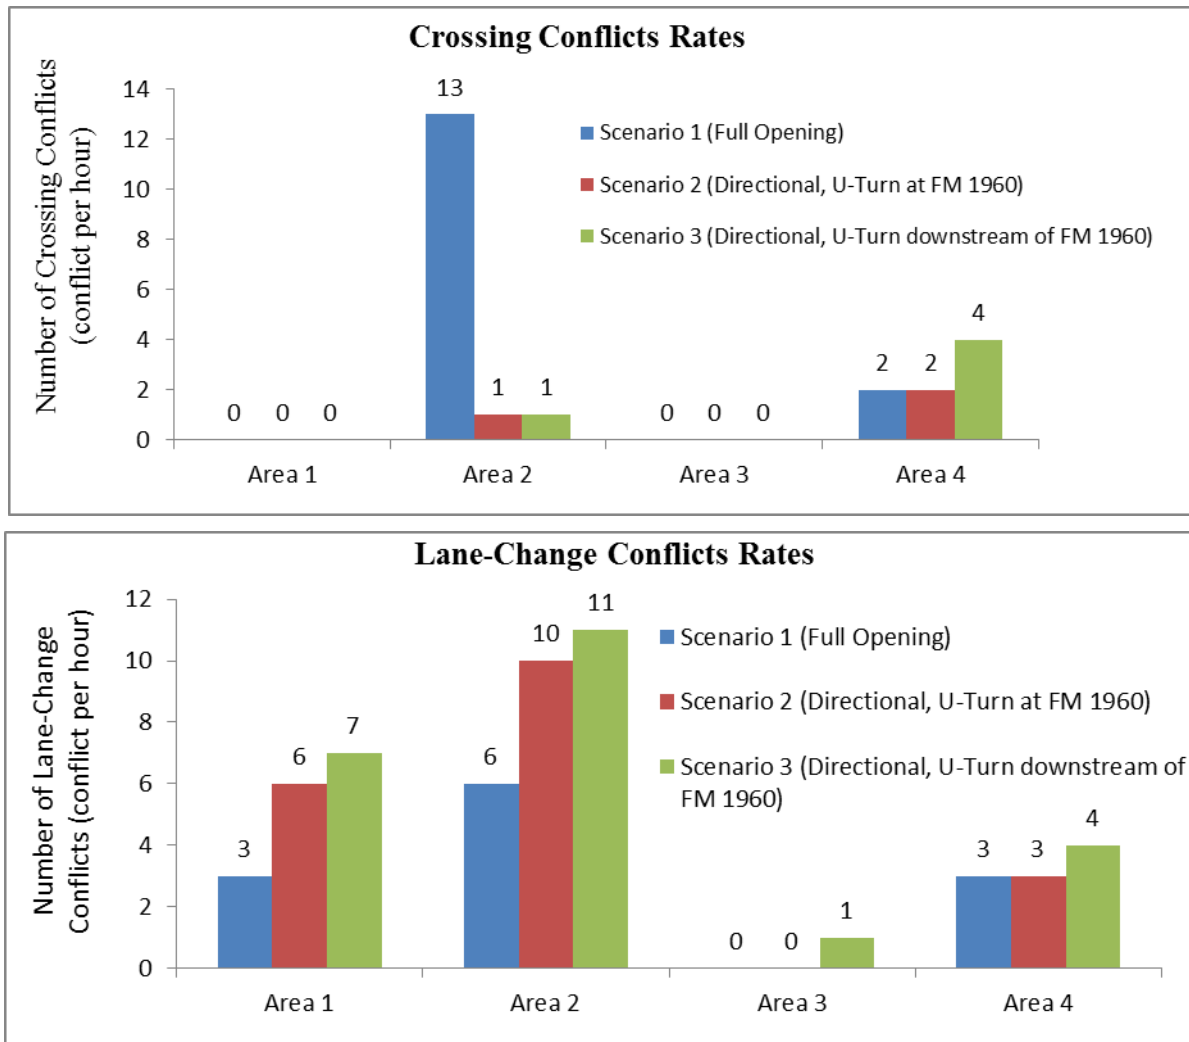 Crossing Conflicts Rates
Number of Crossing Conflicts
(conflict per hour)
14
12
10
8
6
4
2
0
13
Scenario 1 (Full Opening)
Scenario 2 (Directional, U-Turn at FM 1960)
Scenario 3 (Directional, U-Turn downstream of FM 1960)
0 0 0
1 1
0 0 0
2 2 4
Area 1 Area 2 Area 3 Area 4
Lane-Change Conflicts Rates
Number of Lane-Change
Conflicts (conflict per hour)
12
10
8
6
4
2
0
Scenario 1 (Full Opening)
Scenario 2 (Directional, U-Turn at FM 1960)
Scenario 3 (Directional, U-Turn downstream of
FM 1960)
3 6 7
6 10 11
0 0 1
3 3 4
Area 1 Area 2 Area 3 Area 4